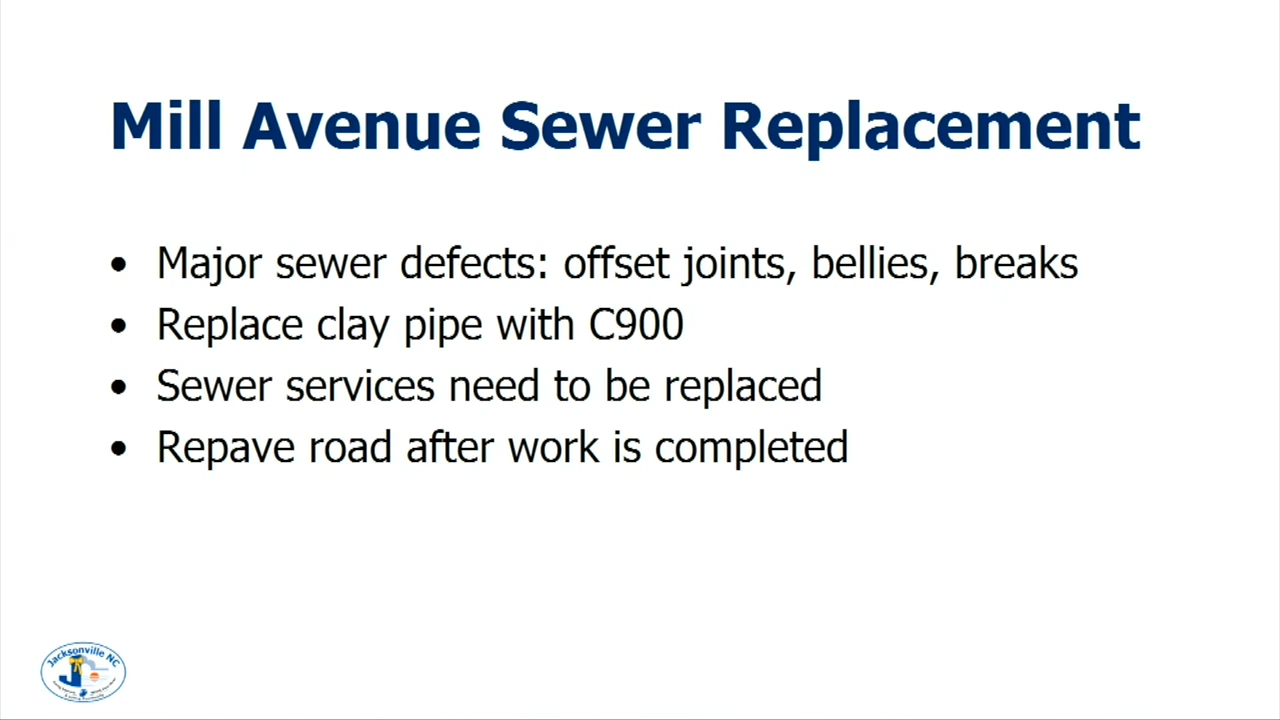 Mill Avenue Sewer Replacement
• Major sewer defects: offset joints, bellies, breaks
• Replace clay pipe with C900
• Sewer services need to be replaced
• Repave road after work is completed
Jacksonville NC